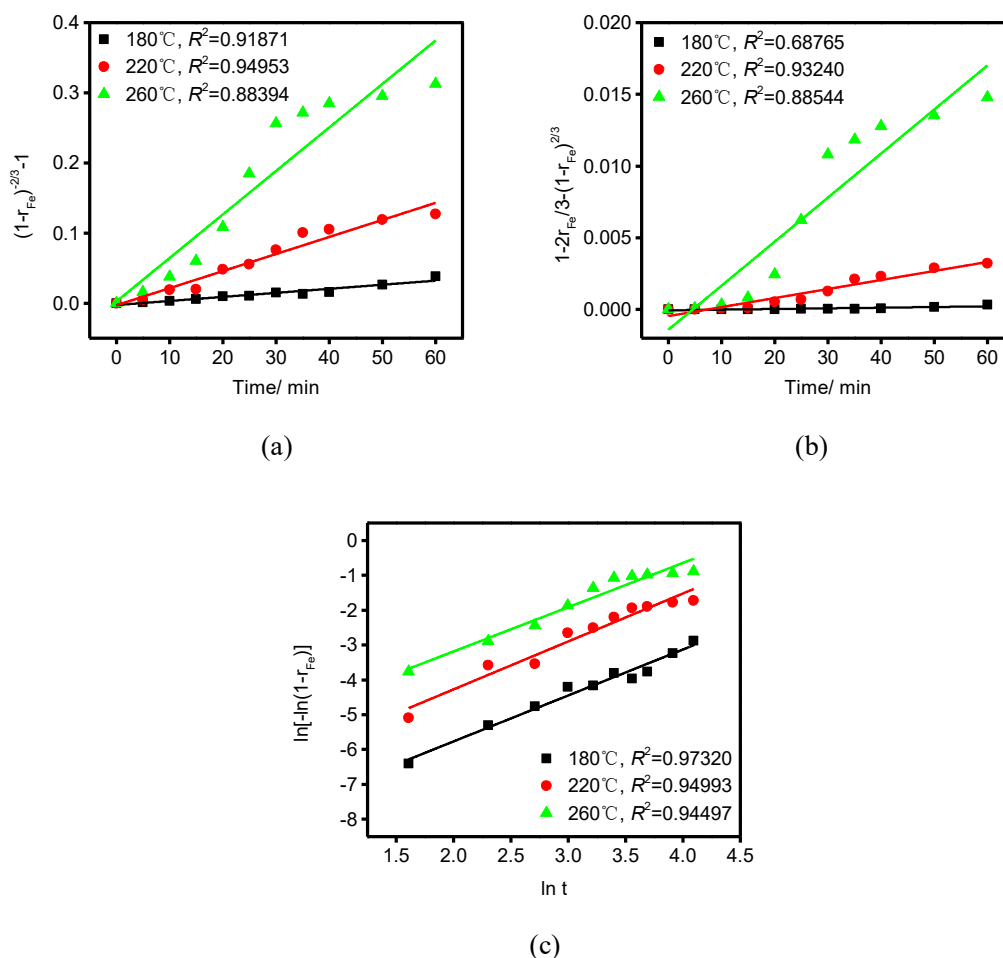 0.4
0.3
0.2
0.1
0.0
(1-r_Fe)^-2/3-1
180℃, R²=0.91871
220℃, R²=0.94953
260℃, R²=0.88394
0 10 20 30 40 50 60
Time/ min
(a)
0.020
0.015
0.010
0.005
0.000
1-2r_Fe/3-(1-r_Fe)^2/3
180℃, R²=0.68765
220℃, R²=0.93240
260℃, R²=0.88544
0 10 20 30 40 50 60
Time/ min
(b)
0
-1
-2
-3
-4
-5
-6
-7
-8
ln[-ln(1-r_Fe)]
180℃, R²=0.97320
220℃, R²=0.94993
260℃, R²=0.94497
1.5 2.0 2.5 3.0 3.5 4.0 4.5
ln t
(c)